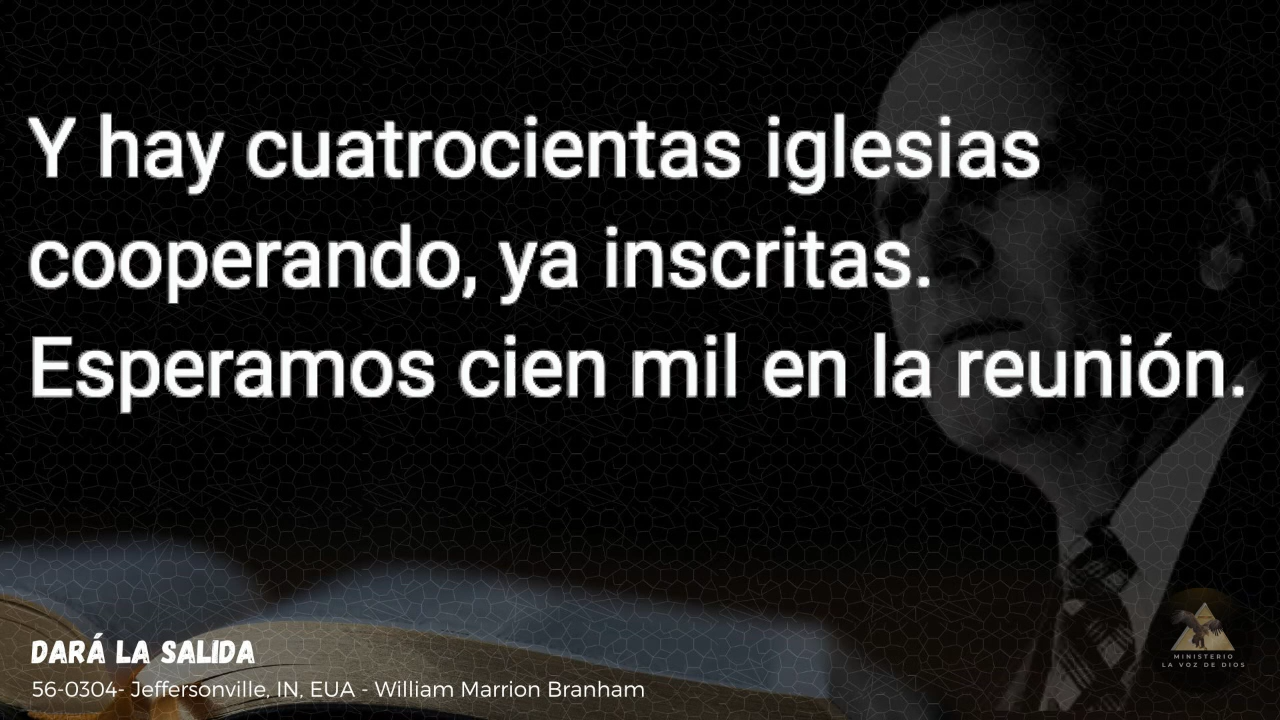 Y hay cuatrocientas iglesias
cooperando, ya inscritas.
Esperamos cien mil en la reunión.
DARÁ LA SALIDA
56-0304- Jeffersonville, IN, EUA - William Marrion Branham
MINISTERIO
LA VOZ DE DIOS